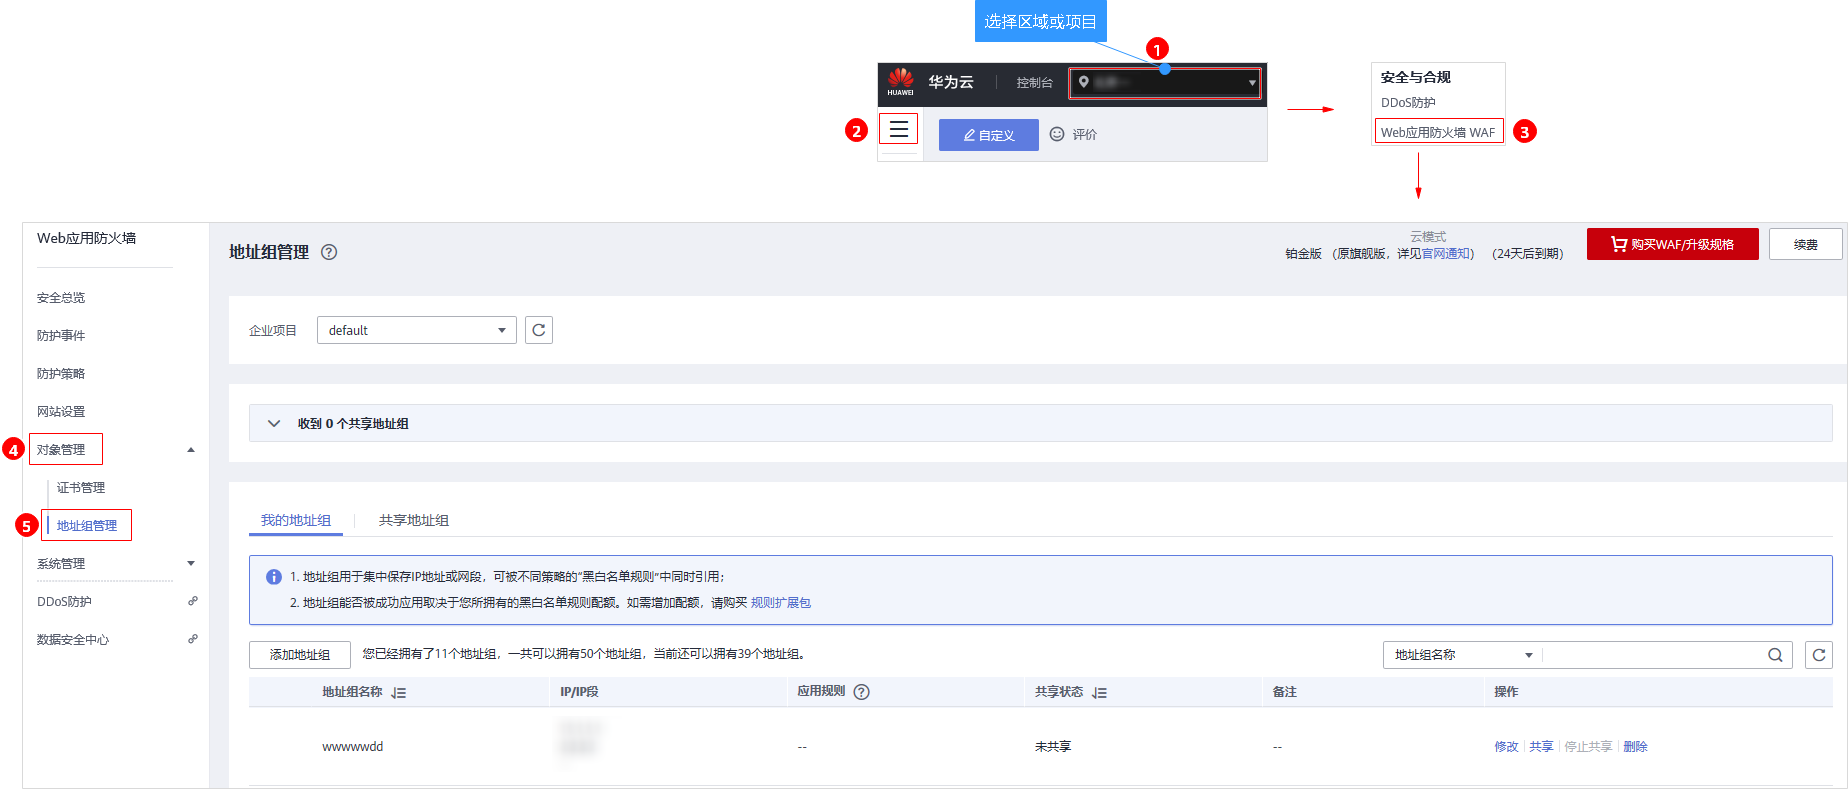 选择区域或项目
1
HUAWEI
华为云
控制台
2
自定义
评价
安全与合规
DDoS防护
Web应用防火墙 WAF
3
Web应用防火墙
安全总览
防护事件
防护策略
网站设置
4
对象管理
证书管理
5
地址组管理
系统管理
DDoS防护
数据安全中心
地址组管理
云模式
铂金版 （原旗舰版，详见官网通知） （24天后到期）
购买WAF/升级规格
续费
企业项目
default
收到 0 个共享地址组
我的地址组
共享地址组
1. 地址组用于集中保存IP地址或网段，可被不同策略的“黑白名单规则”中同时引用；
2. 地址组能否被成功应用取决于您所拥有的黑白名单规则配额。如需增加配额，请购买 规则扩展包
添加地址组
您已经拥有了11个地址组，一共可以拥有50个地址组，当前还可以拥有39个地址组。
地址组名称
地址组名称 IP/IP段 应用规则 共享状态 备注 操作
wwwwwdd -- 未共享 -- 修改 共享 停止共享 删除